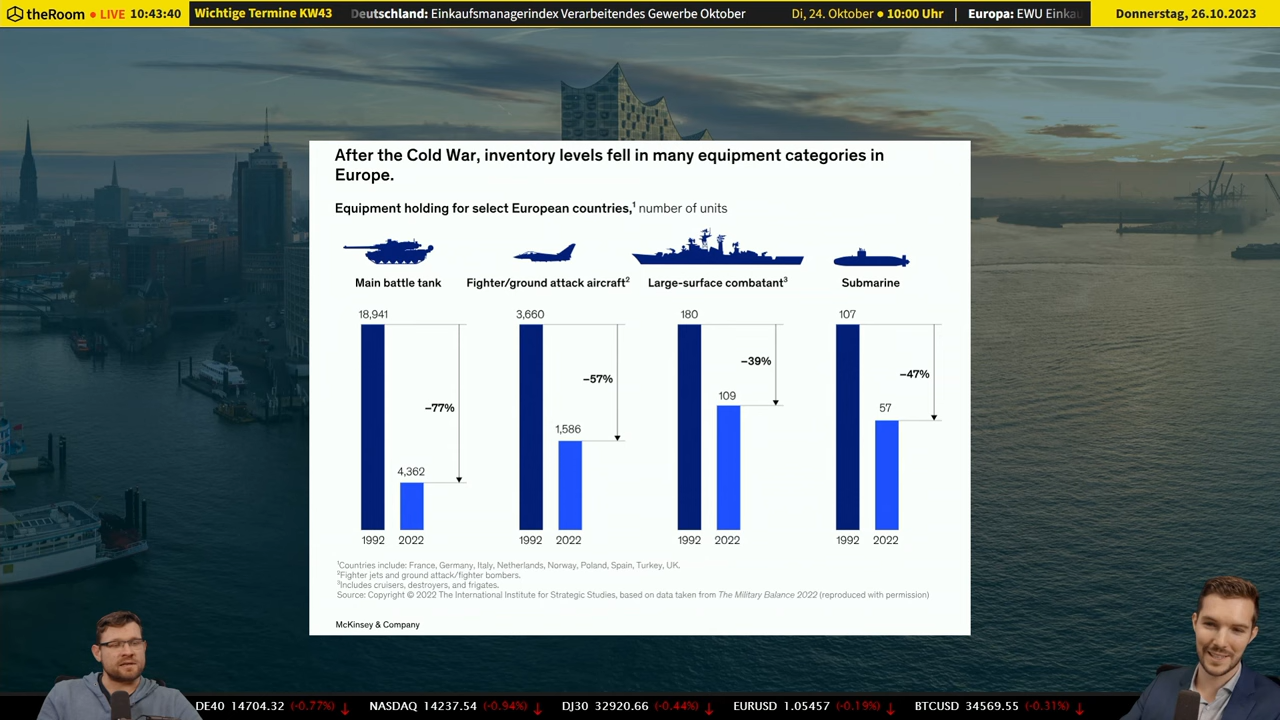 theRoom ● LIVE 10:43:40
Wichtige Termine KW43
Deutschland: Einkaufsmanagerindex Verarbeitendes Gewerbe Oktober
Di, 24. Oktober ● 10:00 Uhr | Europa: EWU Einkau
Donnerstag, 26.10.2023
After the Cold War, inventory levels fell in many equipment categories in
Europe.
Equipment holding for select European countries,¹ number of units
Main battle tank
Fighter/ground attack aircraft²
Large-surface combatant³
Submarine
18,941
3,660
180
107
–39%
–47%
–57%
109
57
–77%
1,586
4,362
1992 2022
1992 2022
1992 2022
1992 2022
¹Countries include: France, Germany, Italy, Netherlands, Norway, Poland, Spain, Turkey, UK.
²Fighter jets and ground attack/fighter bombers.
³Includes cruisers, destroyers, and frigates.
Source: Copyright © 2022 The International Institute for Strategic Studies, based on data taken from The Military Balance 2022 (reproduced with permission)
McKinsey & Company
DE40 14704.32 (-0.77%) ↓ NASDAQ 14237.54 (-0.94%) ↓ DJ30 32920.66 (-0.44%) ↓ EURUSD 1.05457 (-0.19%) ↓ BTCUSD 34569.55 (-0.31%) ↓